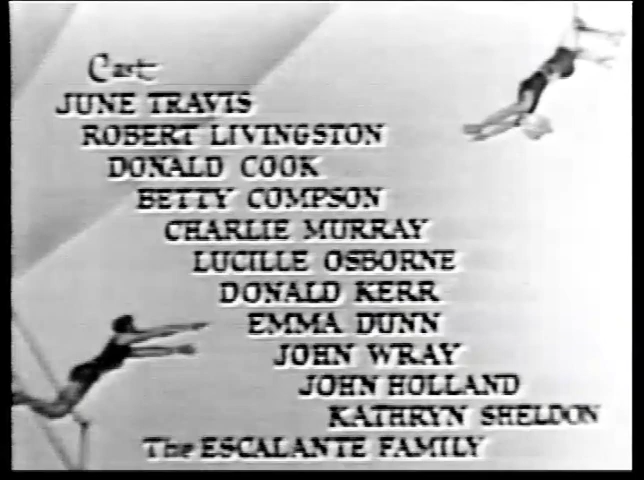 Cast
JUNE TRAVIS
ROBERT LIVINGSTON
DONALD COOK
BETTY COMPSON
CHARLIE MURRAY
LUCILLE OSBORNE
DONALD KERR
EMMA DUNN
JOHN WRAY
JOHN HOLLAND
KATHRYN SHELDON
The ESCALANTE FAMILY